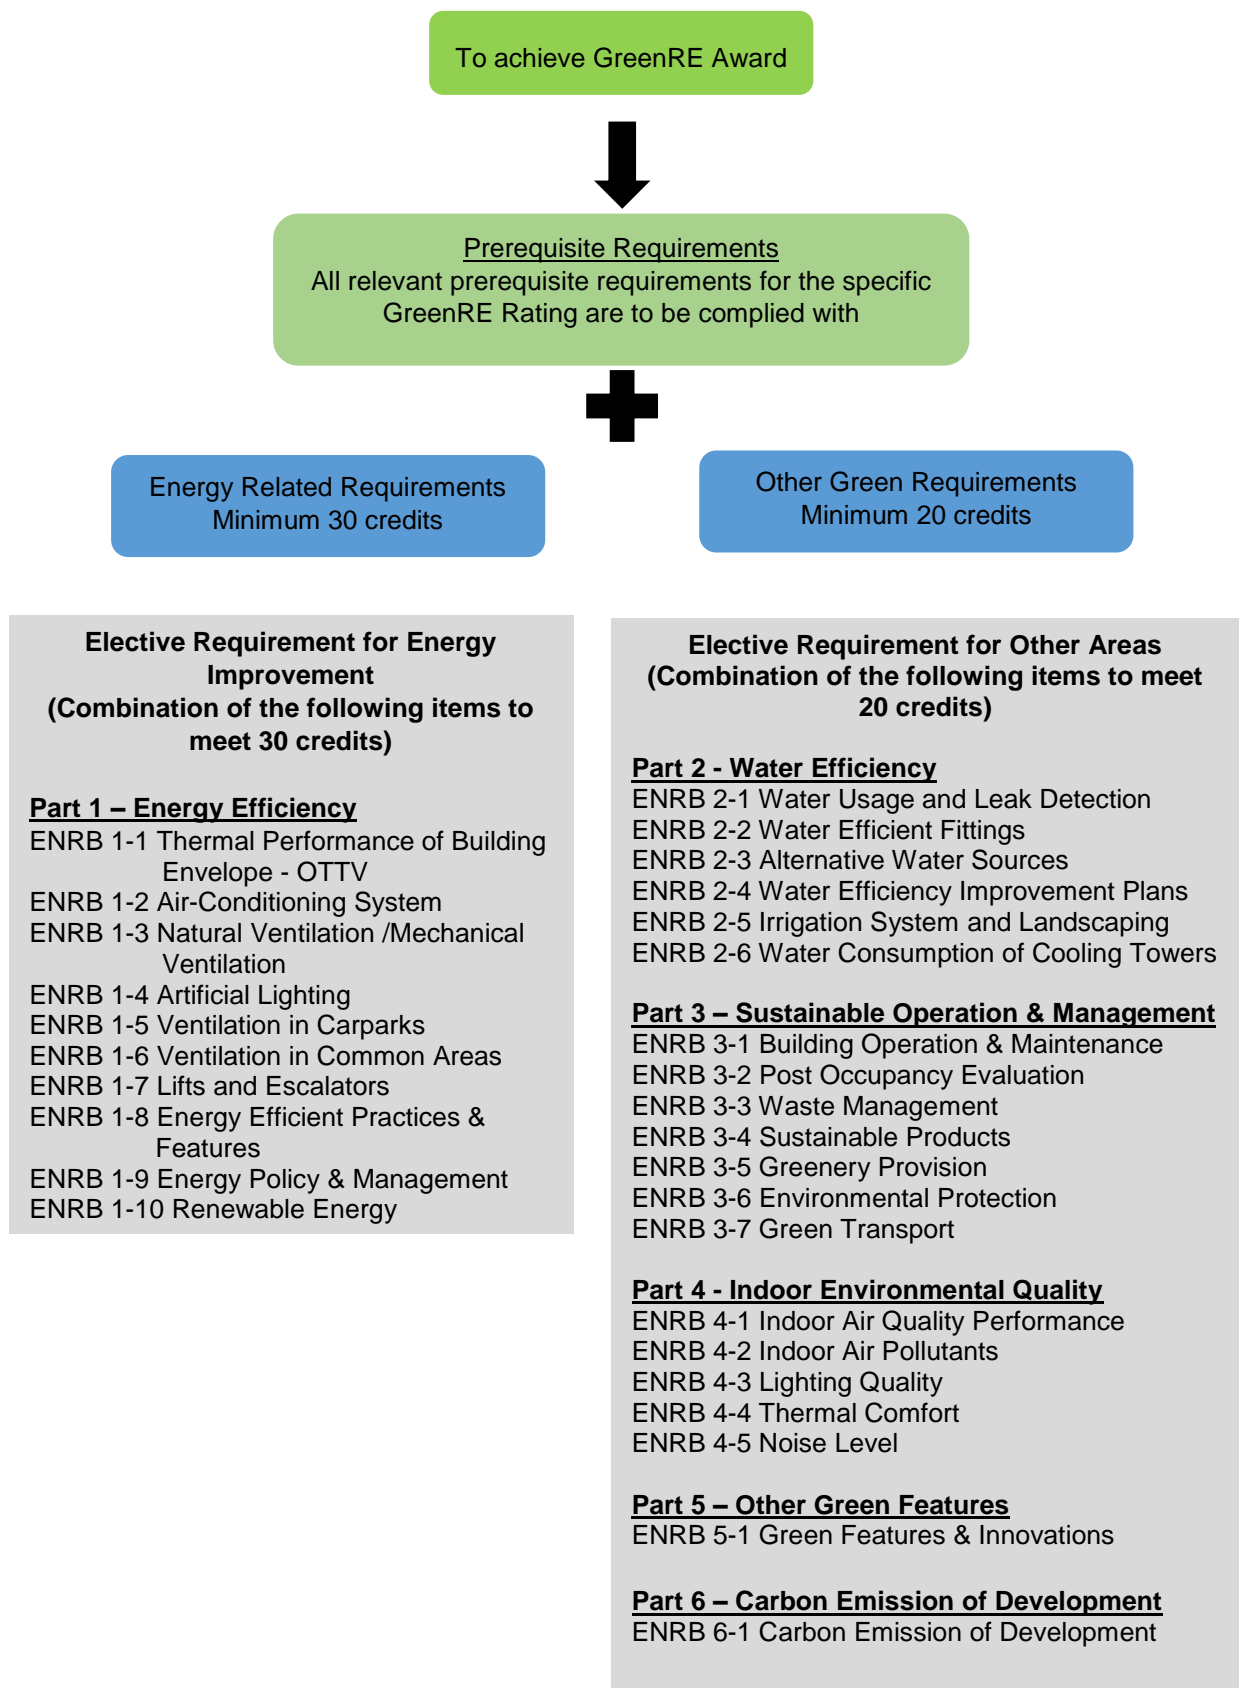 To achieve GreenRE Award
Prerequisite Requirements
All relevant prerequisite requirements for the specific
GreenRE Rating are to be complied with
Energy Related Requirements
Minimum 30 credits
Other Green Requirements
Minimum 20 credits
Elective Requirement for Energy
Improvement
(Combination of the following items to
meet 30 credits)
Part 1 – Energy Efficiency
ENRB 1-1 Thermal Performance of Building
Envelope - OTTV
ENRB 1-2 Air-Conditioning System
ENRB 1-3 Natural Ventilation /Mechanical
Ventilation
ENRB 1-4 Artificial Lighting
ENRB 1-5 Ventilation in Carparks
ENRB 1-6 Ventilation in Common Areas
ENRB 1-7 Lifts and Escalators
ENRB 1-8 Energy Efficient Practices &
Features
ENRB 1-9 Energy Policy & Management
ENRB 1-10 Renewable Energy
Elective Requirement for Other Areas
(Combination of the following items to meet
20 credits)
Part 2 - Water Efficiency
ENRB 2-1 Water Usage and Leak Detection
ENRB 2-2 Water Efficient Fittings
ENRB 2-3 Alternative Water Sources
ENRB 2-4 Water Efficiency Improvement Plans
ENRB 2-5 Irrigation System and Landscaping
ENRB 2-6 Water Consumption of Cooling Towers
Part 3 – Sustainable Operation & Management
ENRB 3-1 Building Operation & Maintenance
ENRB 3-2 Post Occupancy Evaluation
ENRB 3-3 Waste Management
ENRB 3-4 Sustainable Products
ENRB 3-5 Greenery Provision
ENRB 3-6 Environmental Protection
ENRB 3-7 Green Transport
Part 4 - Indoor Environmental Quality
ENRB 4-1 Indoor Air Quality Performance
ENRB 4-2 Indoor Air Pollutants
ENRB 4-3 Lighting Quality
ENRB 4-4 Thermal Comfort
ENRB 4-5 Noise Level
Part 5 – Other Green Features
ENRB 5-1 Green Features & Innovations
Part 6 – Carbon Emission of Development
ENRB 6-1 Carbon Emission of Development